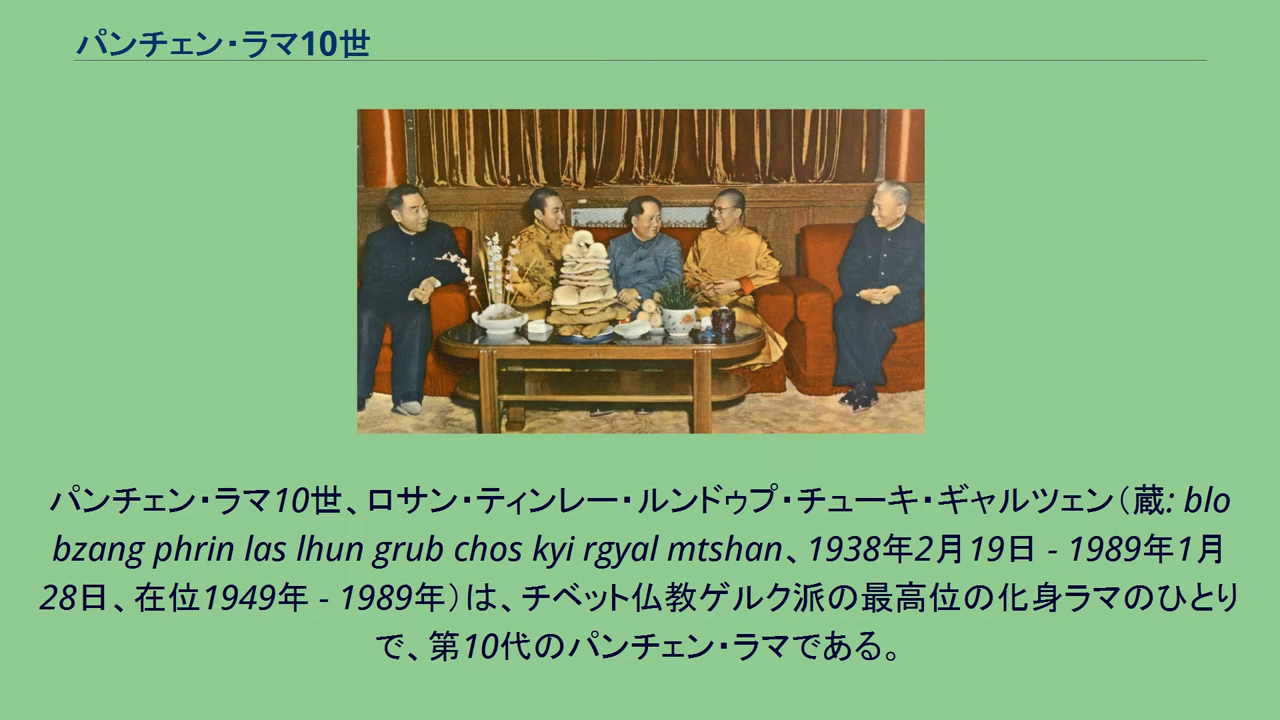 パンチェン・ラマ10世
パンチェン・ラマ10世、ロサン・ティンレー・ルンドゥプ・チューキ・ギャルツェン（蔵: blo
bzang phrin las lhun grub chos kyi rgyal mtshan、1938年2月19日 - 1989年1月
28日、在位1949年 - 1989年）は、チベット仏教ゲルク派の最高位の化身ラマのひとり
で、第10代のパンチェン・ラマである。